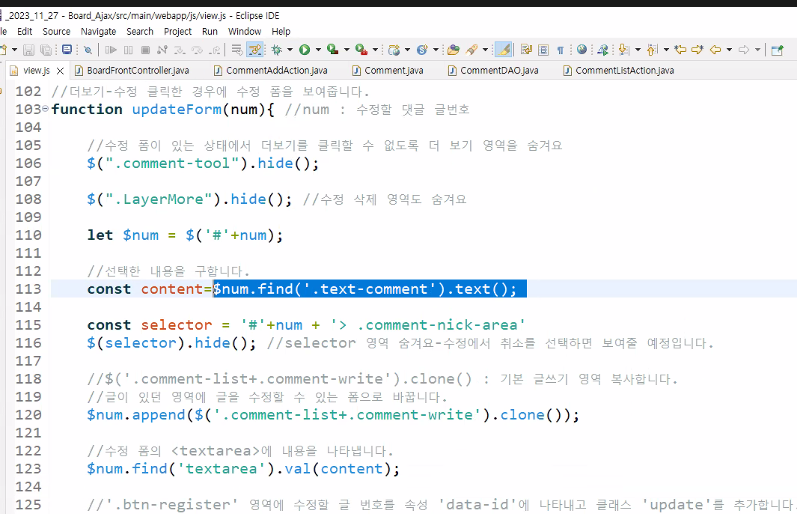 _2023_11_27 - Board_Ajax/src/main/webapp/js/view.js - Eclipse IDE
dit Source Navigate Search Project Run Window Help
view.js BoardFrontController.java CommentAddAction.java Comment.java CommentDAO.java CommentListAction.java
102 //더보기-수정 클릭한 경우에 수정 폼을 보여줍니다.
103 function updateForm(num){ //num : 수정할 댓글 글번호
104
105 //수정 폼이 있는 상태에서 더보기를 클릭할 수 없도록 더 보기 영역을 숨겨요
106 $(".comment-tool").hide();
107
108 $(".LayerMore").hide(); //수정 삭제 영역도 숨겨요
109
110 let $num = $('#'+num);
111
112 //선택한 내용을 구합니다.
113 const content=$num.find('.text-comment').text();
114
115 const selector = '#'+num + '> .comment-nick-area'
116 $(selector).hide(); //selector 영역 숨겨요-수정에서 취소를 선택하면 보여줄 예정입니다.
117
118 //$('.comment-list+.comment-write').clone() : 기본 글쓰기 영역 복사합니다.
119 //글이 있던 영역에 글을 수정할 수 있는 폼으로 바꿉니다.
120 $num.append($('.comment-list+.comment-write').clone());
121
122 //수정 폼의 <textarea>에 내용을 나타냅니다.
123 $num.find('textarea').val(content);
124
125 //'.btn-register' 영역에 수정할 글 번호를 속성 'data-id'에 나타내고 클래스 'update'를 추가합니다.